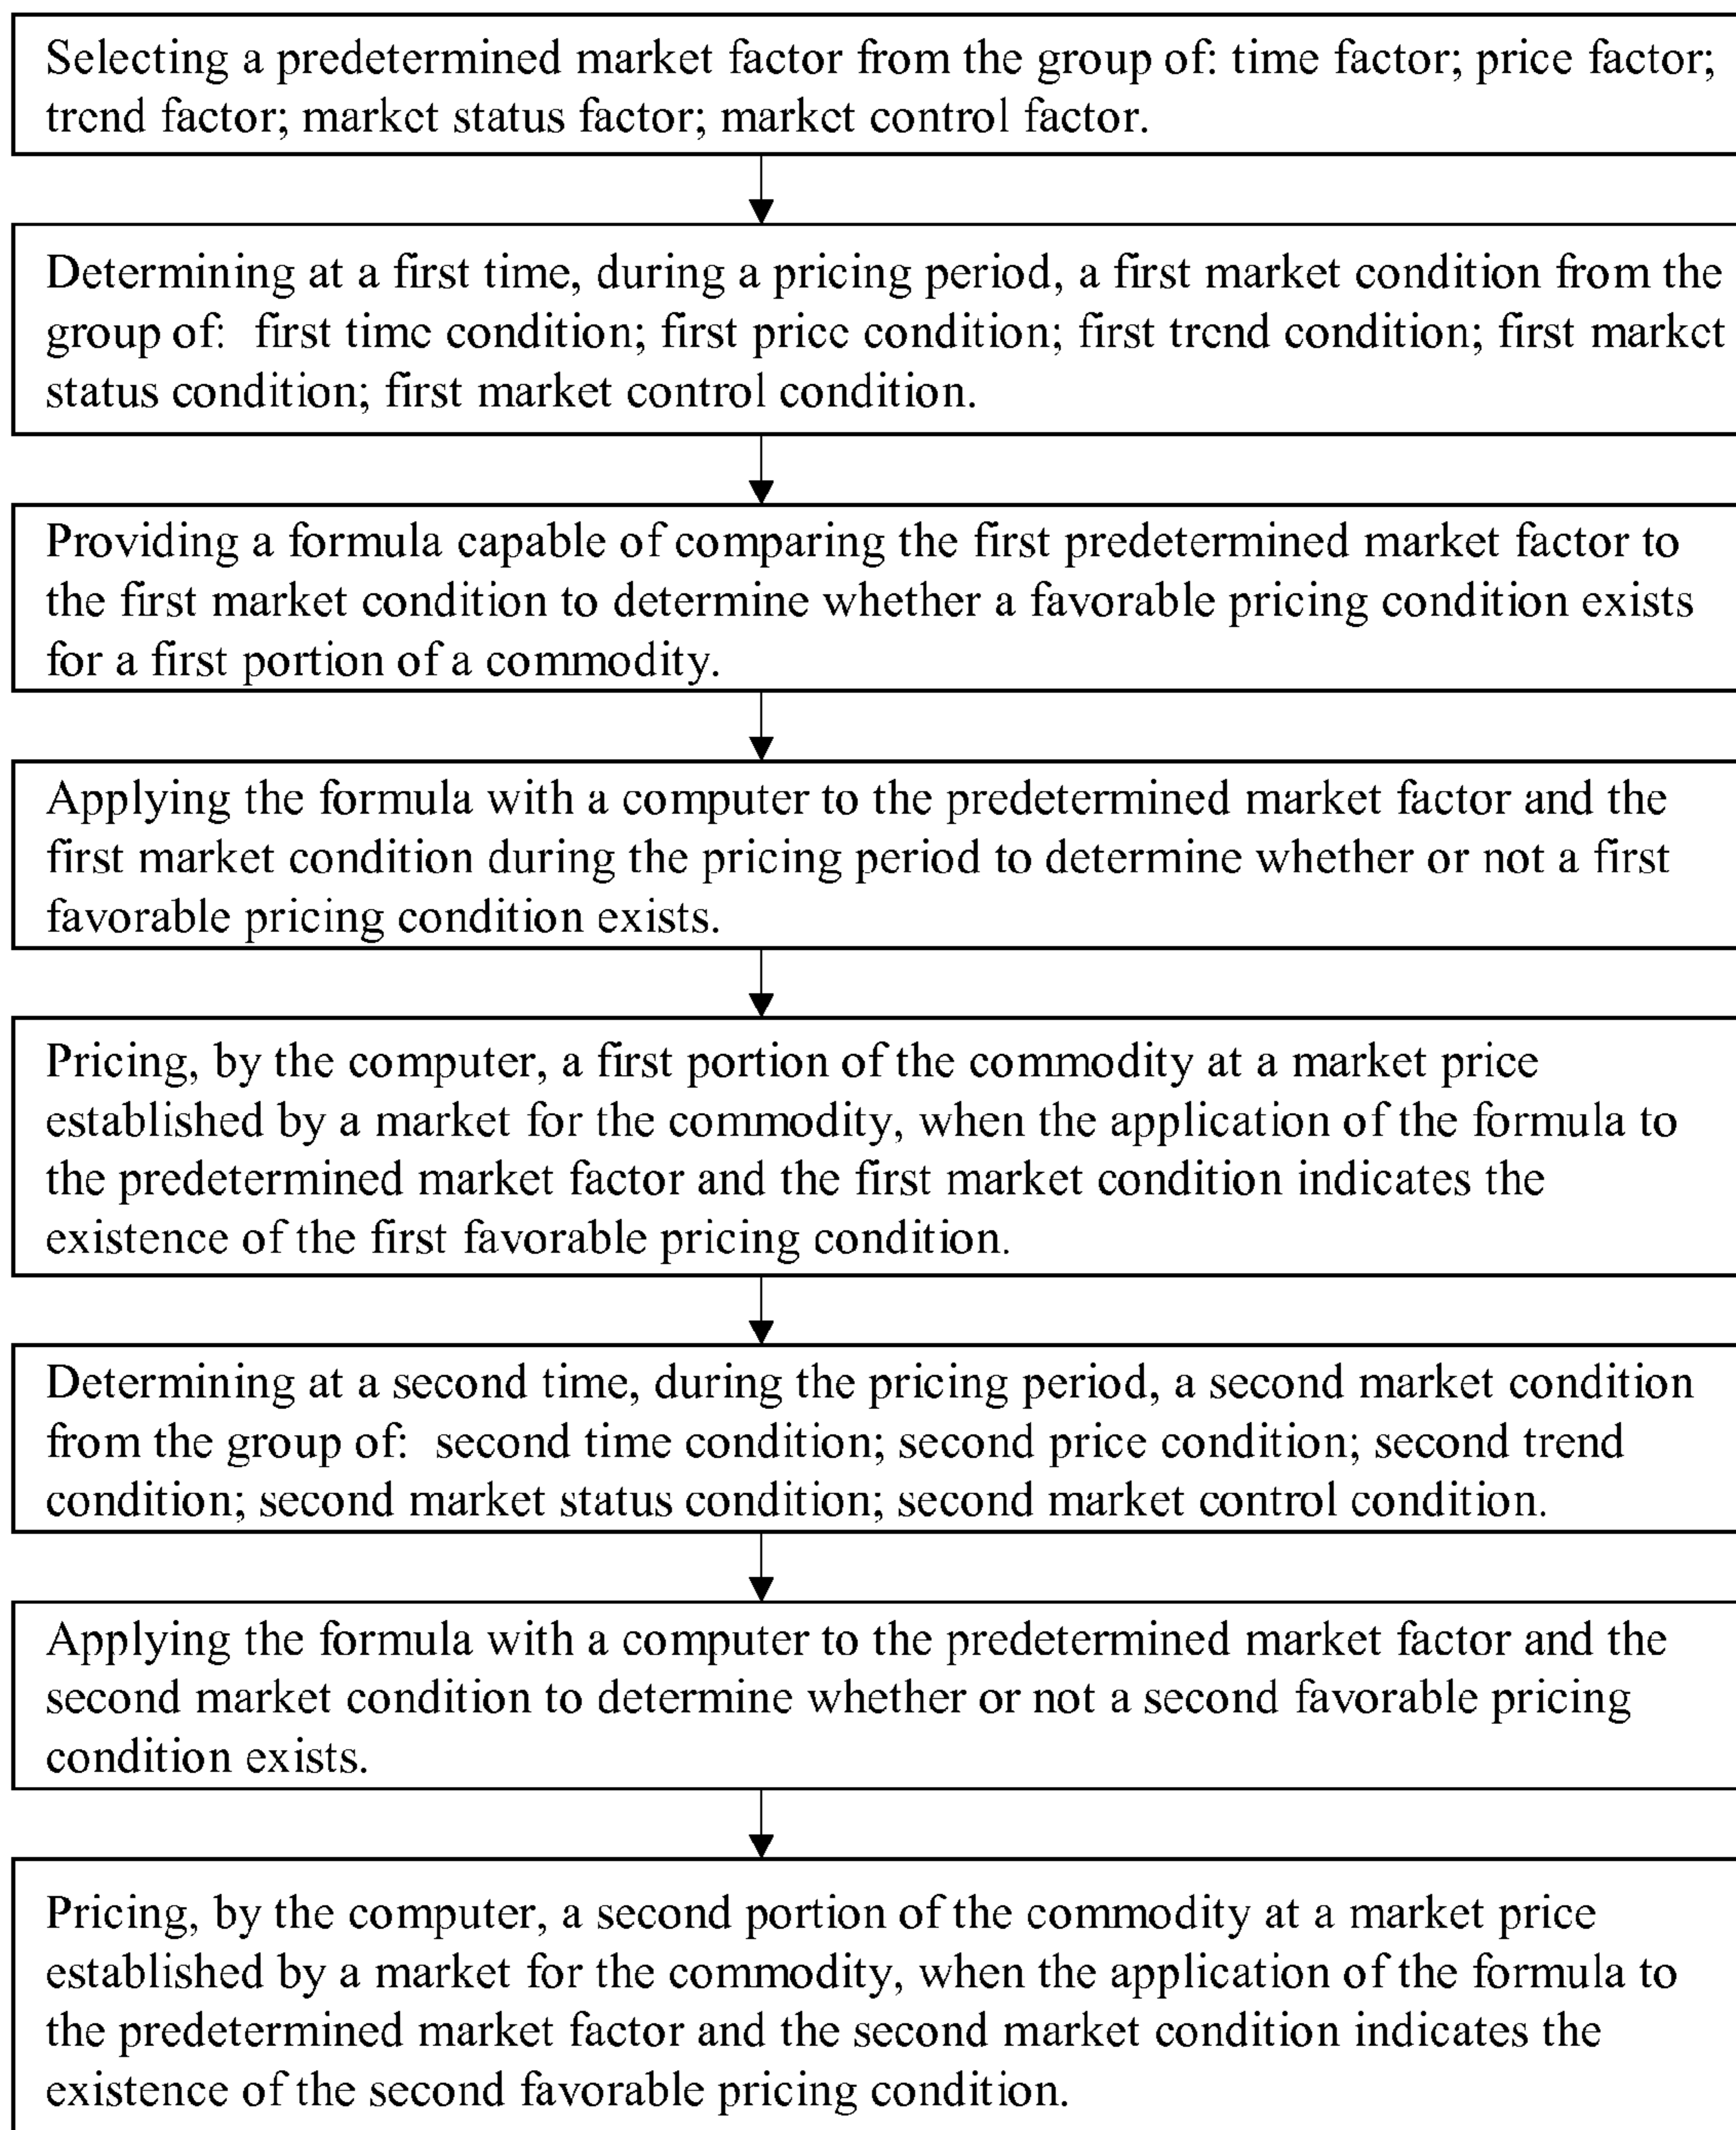 Selecting a predetermined market factor from the group of: time factor; price factor;
trend factor; market status factor; market control factor.
Determining at a first time, during a pricing period, a first market condition from the
group of:  first time condition; first price condition; first trend condition; first market
status condition; first market control condition.
Providing a formula capable of comparing the first predetermined market factor to
the first market condition to determine whether a favorable pricing condition exists
for a first portion of a commodity.
Applying the formula with a computer to the predetermined market factor and the
first market condition during the pricing period to determine whether or not a first
favorable pricing condition exists.
Pricing, by the computer, a first portion of the commodity at a market price
established by a market for the commodity, when the application of the formula to
the predetermined market factor and the first market condition indicates the
existence of the first favorable pricing condition.
Determining at a second time, during the pricing period, a second market condition
from the group of:  second time condition; second price condition; second trend
condition; second market status condition; second market control condition.
Applying the formula with a computer to the predetermined market factor and the
second market condition to determine whether or not a second favorable pricing
condition exists.
Pricing, by the computer, a second portion of the commodity at a market price
established by a market for the commodity, when the application of the formula to
the predetermined market factor and the second market condition indicates the
existence of the second favorable pricing condition.